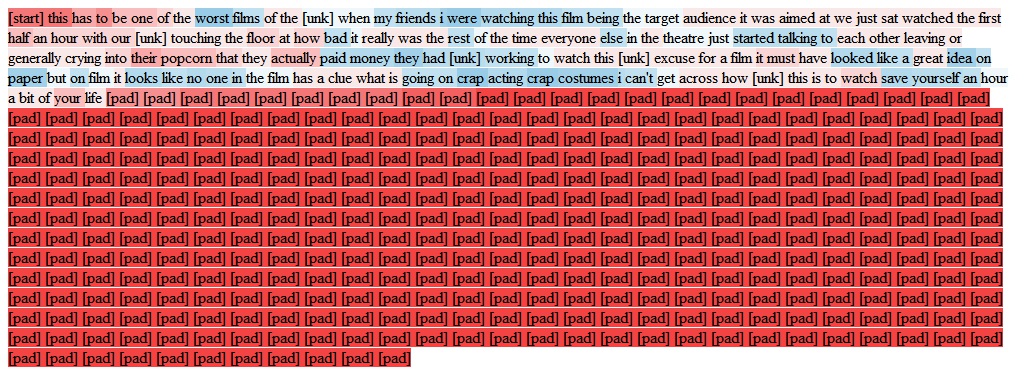 [start] this has to be one of the worst films of the [unk] when my friends i were watching this film being the target audience it was aimed at we just sat watched the first
half an hour with our [unk] touching the floor at how bad it really was the rest of the time everyone else in the theatre just started talking to each other leaving or
generally crying into their popcorn that they actually paid money they had [unk] working to watch this [unk] excuse for a film it must have looked like a great idea on
paper but on film it looks like no one in the film has a clue what is going on crap acting crap costumes i can't get across how [unk] this is to watch save yourself an hour
a bit of your life [pad] [pad] [pad] [pad] [pad] [pad] [pad] [pad] [pad] [pad] [pad] [pad] [pad] [pad] [pad] [pad] [pad] [pad] [pad] [pad] [pad] [pad] [pad] [pad]
[pad] [pad] [pad] [pad] [pad] [pad] [pad] [pad] [pad] [pad] [pad] [pad] [pad] [pad] [pad] [pad] [pad] [pad] [pad] [pad] [pad] [pad] [pad] [pad] [pad] [pad] [pad]
[pad] [pad] [pad] [pad] [pad] [pad] [pad] [pad] [pad] [pad] [pad] [pad] [pad] [pad] [pad] [pad] [pad] [pad] [pad] [pad] [pad] [pad] [pad] [pad] [pad] [pad] [pad]
[pad] [pad] [pad] [pad] [pad] [pad] [pad] [pad] [pad] [pad] [pad] [pad] [pad] [pad] [pad] [pad] [pad] [pad] [pad] [pad] [pad] [pad] [pad] [pad] [pad] [pad] [pad]
[pad] [pad] [pad] [pad] [pad] [pad] [pad] [pad] [pad] [pad] [pad] [pad] [pad] [pad] [pad] [pad] [pad] [pad] [pad] [pad] [pad] [pad] [pad] [pad] [pad] [pad] [pad]
[pad] [pad] [pad] [pad] [pad] [pad] [pad] [pad] [pad] [pad] [pad] [pad] [pad] [pad] [pad] [pad] [pad] [pad] [pad] [pad] [pad] [pad] [pad] [pad] [pad] [pad] [pad]
[pad] [pad] [pad] [pad] [pad] [pad] [pad] [pad] [pad] [pad] [pad] [pad] [pad] [pad] [pad] [pad] [pad] [pad] [pad] [pad] [pad] [pad] [pad] [pad] [pad] [pad] [pad]
[pad] [pad] [pad] [pad] [pad] [pad] [pad] [pad] [pad] [pad] [pad] [pad] [pad] [pad] [pad] [pad] [pad] [pad] [pad] [pad] [pad] [pad] [pad] [pad] [pad] [pad] [pad]
[pad] [pad] [pad] [pad] [pad] [pad] [pad] [pad] [pad] [pad] [pad] [pad] [pad] [pad] [pad] [pad] [pad] [pad] [pad] [pad] [pad] [pad] [pad] [pad] [pad] [pad] [pad]
[pad] [pad] [pad] [pad] [pad] [pad] [pad] [pad] [pad] [pad] [pad] [pad] [pad] [pad] [pad] [pad] [pad] [pad] [pad] [pad] [pad] [pad] [pad] [pad] [pad] [pad] [pad]
[pad] [pad] [pad] [pad] [pad] [pad] [pad] [pad] [pad] [pad] [pad] [pad] [pad] [pad] [pad] [pad] [pad] [pad] [pad] [pad] [pad] [pad] [pad] [pad] [pad] [pad] [pad]
[pad] [pad] [pad] [pad] [pad] [pad] [pad] [pad] [pad] [pad] [pad] [pad] [pad] [pad] [pad] [pad] [pad] [pad] [pad] [pad] [pad] [pad] [pad] [pad] [pad] [pad] [pad]
[pad] [pad] [pad] [pad] [pad] [pad] [pad] [pad] [pad] [pad] [pad] [pad] [pad] [pad] [pad] [pad] [pad] [pad] [pad] [pad] [pad] [pad] [pad] [pad] [pad] [pad] [pad]
[pad] [pad] [pad] [pad] [pad] [pad] [pad] [pad] [pad] [pad] [pad]